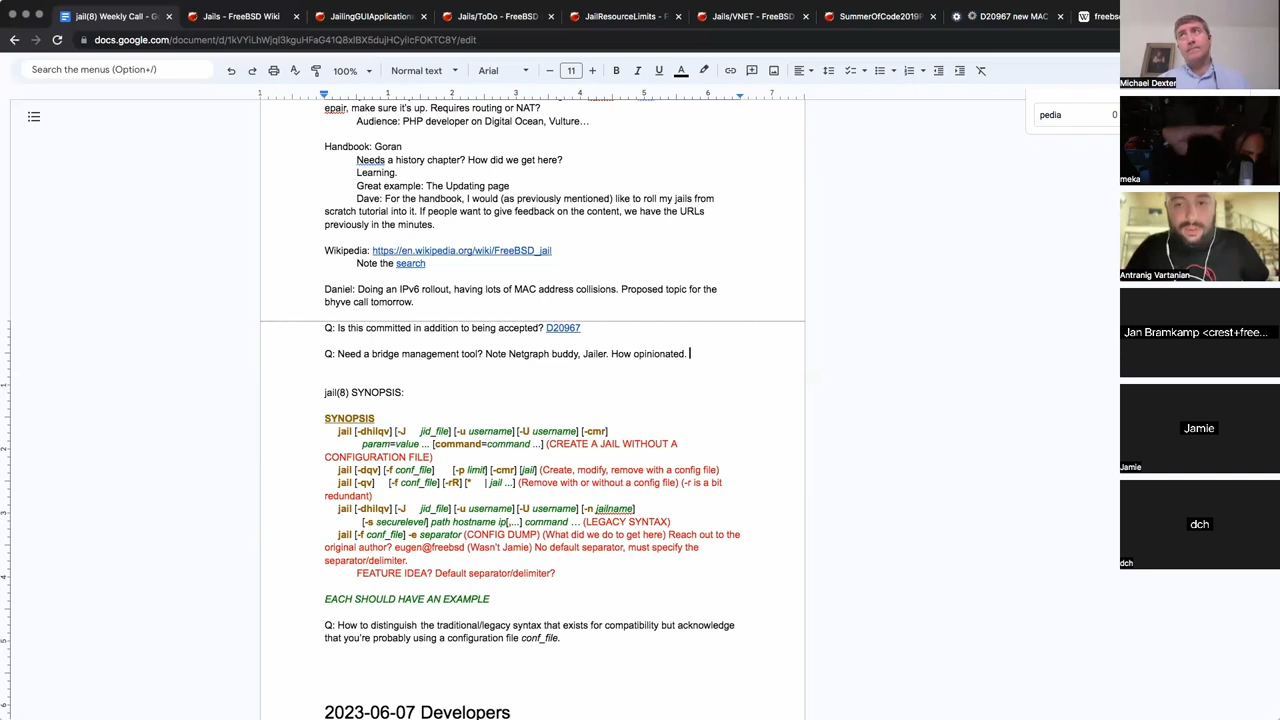 jail(8) Weekly Call - G
Jails - FreeBSD Wiki
JailingGUIApplication
Jails/ToDo - FreeBSD
JailResourceLimits - F
Jails/VNET - FreeBSD
SummerOfCode2019P
D20967 new MAC
freebs
docs.google.com/document/d/1kVYiLhWjql3kguHFaG41Q8xlBX5dujHCyilcFOKTC8Y/edit
Search the menus (Option+/)
100%
Normal text
Arial
11
B I U A
1 1 2 3 4 5 6 7
pedia 0
epair, make sure it's up. Requires routing or NAT?
Audience: PHP developer on Digital Ocean, Vulture…
Handbook: Goran
Needs a history chapter? How did we get here?
Learning.
Great example: The Updating page
Dave: For the handbook, I would (as previously mentioned) like to roll my jails from
scratch tutorial into it. If people want to give feedback on the content, we have the URLs
previously in the minutes.
Wikipedia: https://en.wikipedia.org/wiki/FreeBSD_jail
Note the search
Daniel: Doing an IPv6 rollout, having lots of MAC address collisions. Proposed topic for the
bhyve call tomorrow.
Q: Is this committed in addition to being accepted? D20967
Q: Need a bridge management tool? Note Netgraph buddy, Jailer. How opinionated.
jail(8) SYNOPSIS:
SYNOPSIS
jail [-dhilqv] [-J jid_file] [-u username] [-U username] [-cmr]
param=value ... [command=command ...] (CREATE A JAIL WITHOUT A
CONFIGURATION FILE)
jail [-dqv] [-f conf_file] [-p limit] [-cmr] [jail] (Create, modify, remove with a config file)
jail [-qv] [-f conf_file] [-rR] [* | jail ...] (Remove with or without a config file) (-r is a bit
redundant)
jail [-dhilqv] [-J jid_file] [-u username] [-U username] [-n jailname]
[-s securelevel] path hostname ip[,...] command … (LEGACY SYNTAX)
jail [-f conf_file] -e separator (CONFIG DUMP) (What did we do to get here) Reach out to the
original author? eugen@freebsd (Wasn't Jamie) No default separator, must specify the
separator/delimiter.
FEATURE IDEA? Default separator/delimiter?
EACH SHOULD HAVE AN EXAMPLE
Q: How to distinguish the traditional/legacy syntax that exists for compatibility but acknowledge
that you're probably using a configuration file conf_file.
2023-06-07 Developers
Michael Dexter
meka
Antranig Vartanian
Jan Bramkamp <crest+free...
Jamie
Jamie
dch
dch